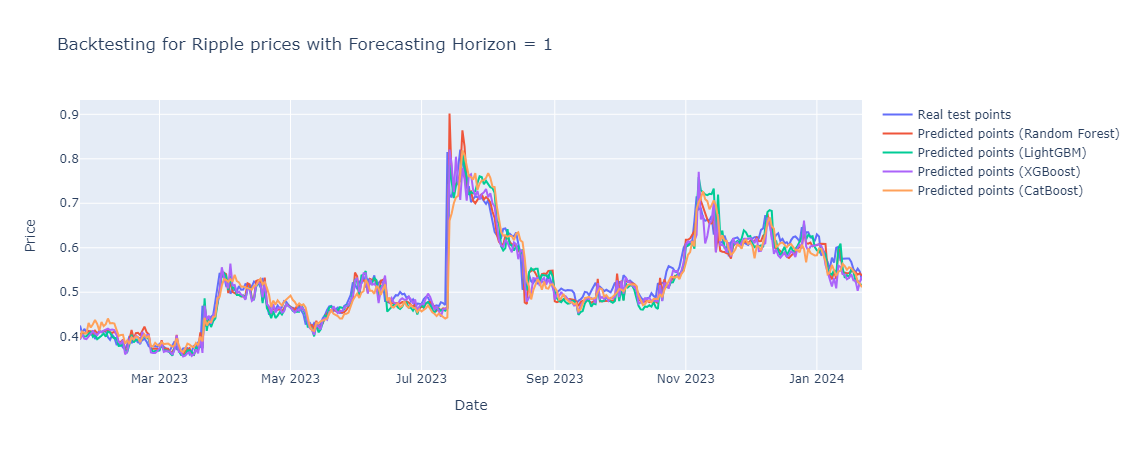 Backtesting for Ripple prices with Forecasting Horizon = 1
0.9
0.8
0.7
0.6
0.5
0.4
Price
Mar 2023
May 2023
Jul 2023
Sep 2023
Nov 2023
Jan 2024
Date
Real test points
Predicted points (Random Forest)
Predicted points (LightGBM)
Predicted points (XGBoost)
Predicted points (CatBoost)